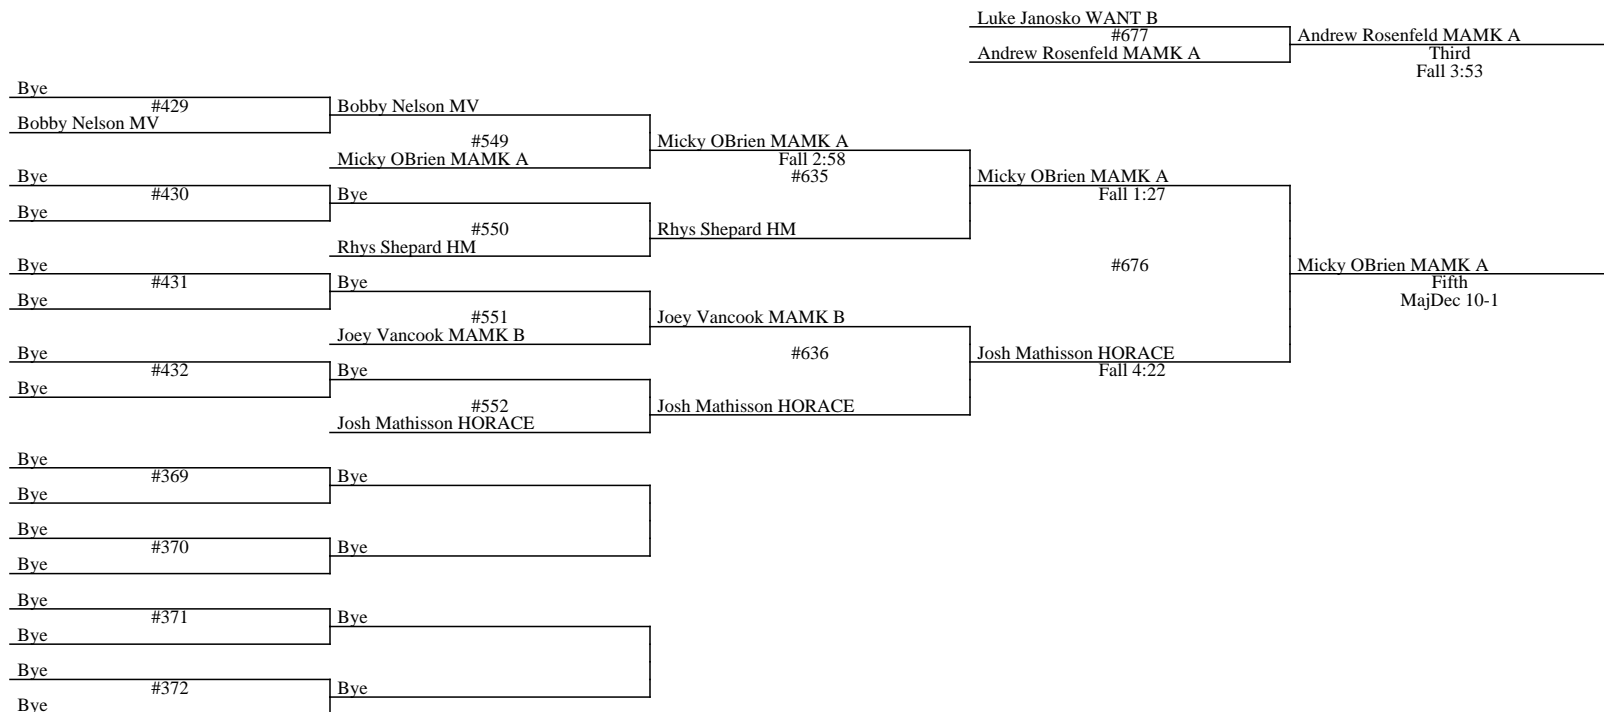 Luke Janosko WANT B
#677
Andrew Rosenfeld MAMK A
Andrew Rosenfeld MAMK A
Third
Fall 3:53
Bye
#429
Bobby Nelson MV
Bobby Nelson MV
#549
Micky OBrien MAMK A
Micky OBrien MAMK A
Fall 2:58
#635
Bye
#430
Bye
Bye
#550
Rhys Shepard HM
Rhys Shepard HM
Micky OBrien MAMK A
Fall 1:27
#676
Micky OBrien MAMK A
Fifth
MajDec 10-1
Bye
#431
Bye
Bye
#551
Joey Vancook MAMK B
Joey Vancook MAMK B
#636
Bye
#432
Bye
Bye
#552
Josh Mathisson HORACE
Josh Mathisson HORACE
Josh Mathisson HORACE
Fall 4:22
Bye
#369
Bye
Bye
Bye
#370
Bye
Bye
Bye
#371
Bye
Bye
Bye
#372
Bye
Bye